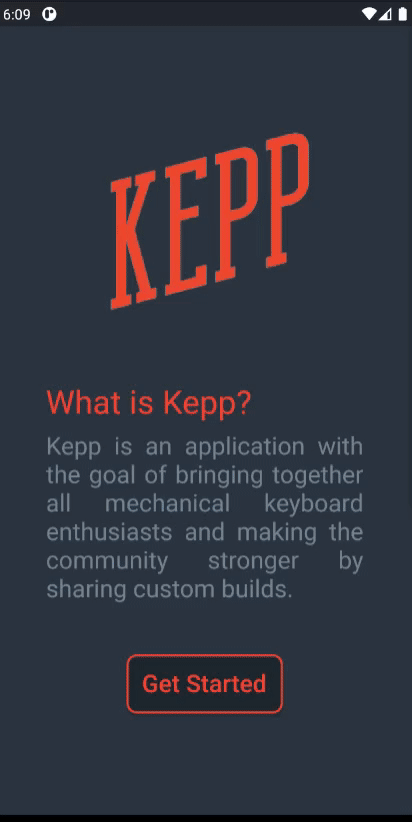 6:09
KEPP
What is Kepp?
Kepp is an application with
the goal of bringing together
all mechanical keyboard
enthusiasts and making the
community stronger by
sharing custom builds.
Get Started